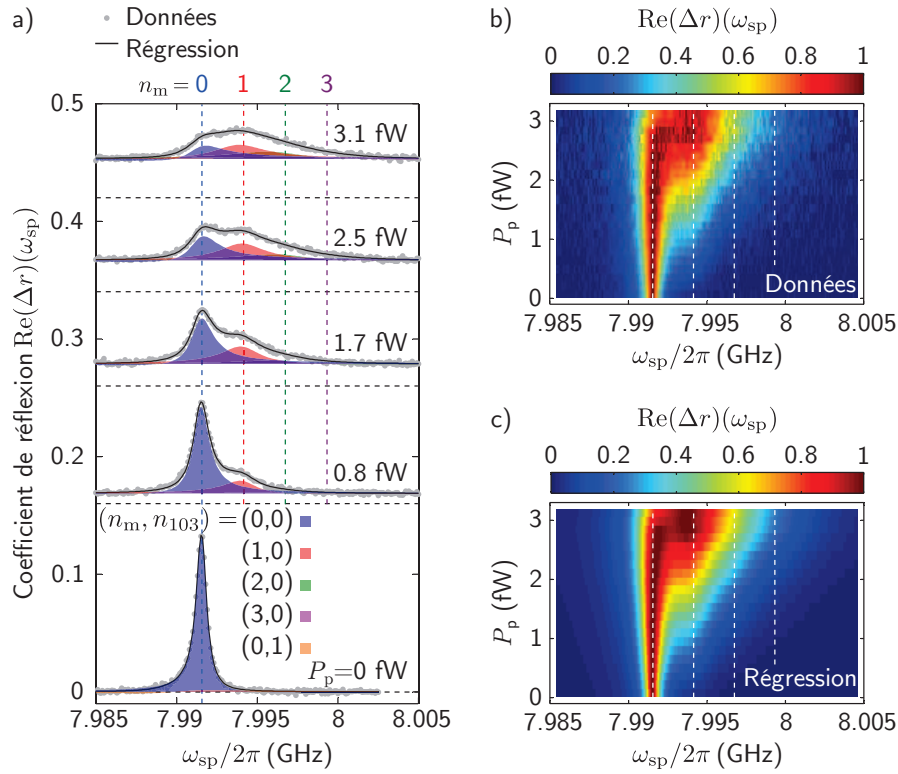 a)
Données
Régression
n_m = 0 1 2 3
0.5
0.4
0.3
0.2
0.1
0
Coefficient de réflexion Re(Δr)(ω_sp)
3.1 fW
2.5 fW
1.7 fW
0.8 fW
(n_m, n_103) = (0,0)
(1,0)
(2,0)
(3,0)
(0,1)
P_p=0 fW
7.985 7.99 7.995 8 8.005
ω_sp/2π (GHz)
b)
Re(Δr)(ω_sp)
0 0.2 0.4 0.6 0.8 1
3
2
1
0
P_p (fW)
Données
7.985 7.99 7.995 8 8.005
ω_sp/2π (GHz)
c)
Re(Δr)(ω_sp)
0 0.2 0.4 0.6 0.8 1
3
2
1
0
P_p (fW)
Régression
7.985 7.99 7.995 8 8.005
ω_sp/2π (GHz)